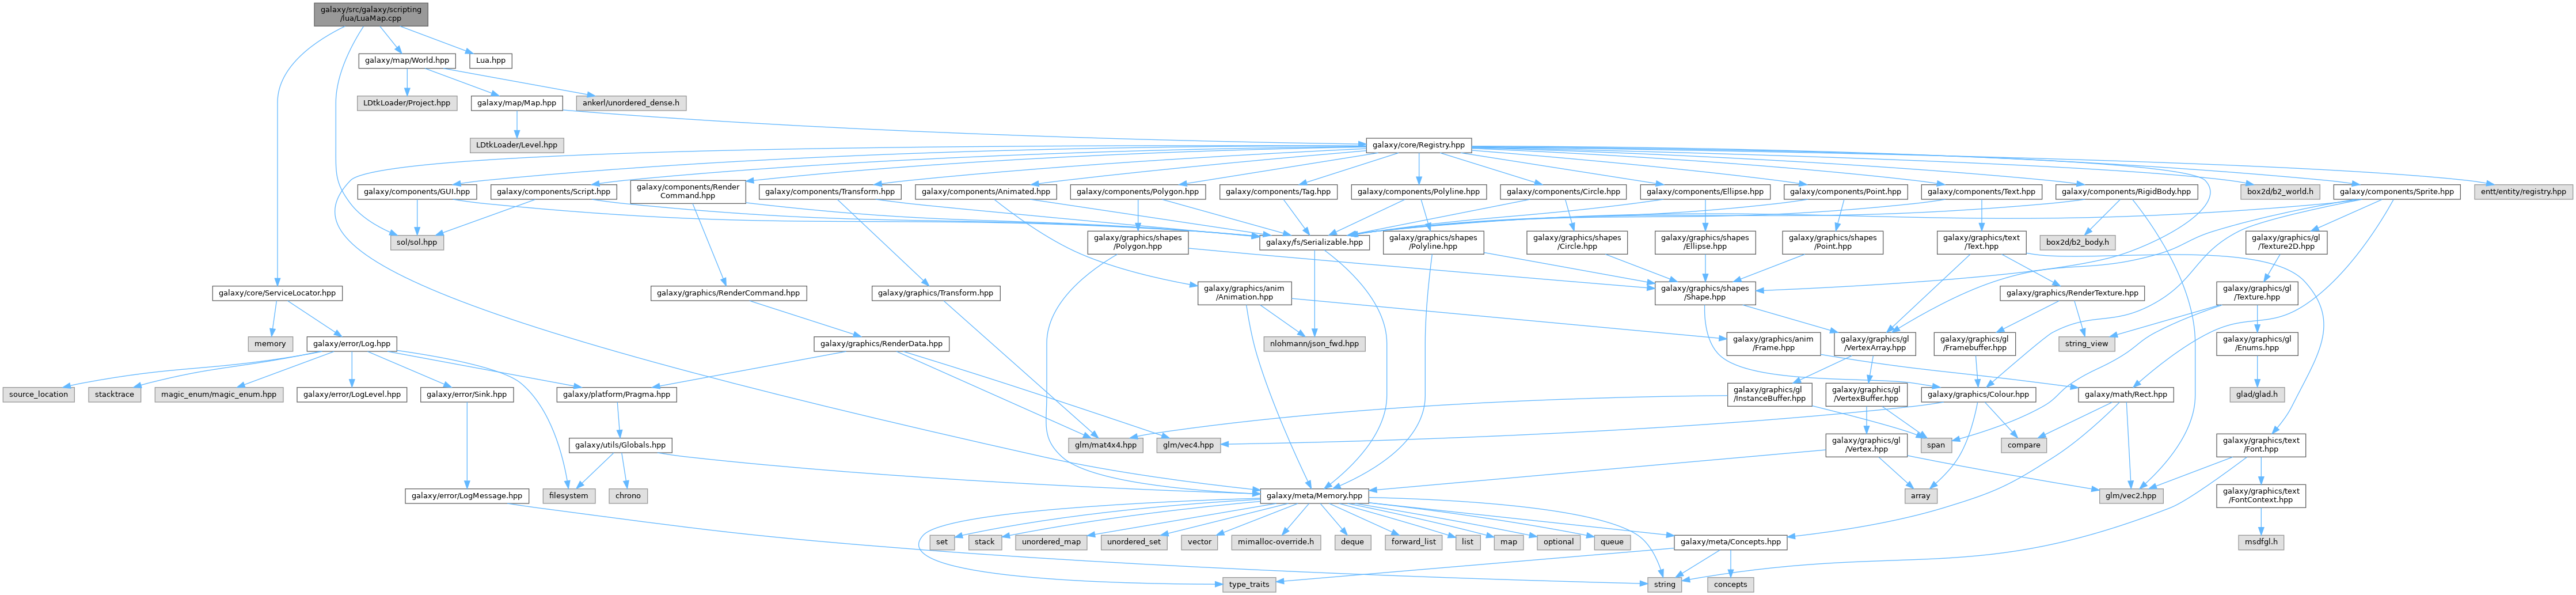 galaxy/src/galaxy/scripting
/lua/LuaMap.cpp
galaxy/map/World.hpp
Lua.hpp
LDtkLoader/Project.hpp
galaxy/map/Map.hpp
ankerl/unordered_dense.h
LDtkLoader/Level.hpp
galaxy/core/Registry.hpp
galaxy/components/GUI.hpp
galaxy/components/Script.hpp
galaxy/components/Render
Command.hpp
galaxy/components/Transform.hpp
galaxy/components/Animated.hpp
galaxy/components/Polygon.hpp
galaxy/components/Tag.hpp
galaxy/components/Polyline.hpp
galaxy/components/Circle.hpp
galaxy/components/Ellipse.hpp
galaxy/components/Point.hpp
galaxy/components/Text.hpp
galaxy/components/RigidBody.hpp
box2d/b2_world.h
galaxy/components/Sprite.hpp
entt/entity/registry.hpp
sol/sol.hpp
galaxy/graphics/shapes
/Polygon.hpp
galaxy/fs/Serializable.hpp
galaxy/graphics/shapes
/Polyline.hpp
galaxy/graphics/shapes
/Circle.hpp
galaxy/graphics/shapes
/Ellipse.hpp
galaxy/graphics/shapes
/Point.hpp
galaxy/graphics/text
/Text.hpp
box2d/b2_body.h
galaxy/graphics/gl
/Texture2D.hpp
galaxy/core/ServiceLocator.hpp
galaxy/graphics/RenderCommand.hpp
galaxy/graphics/Transform.hpp
galaxy/graphics/anim
/Animation.hpp
galaxy/graphics/shapes
/Shape.hpp
galaxy/graphics/RenderTexture.hpp
galaxy/graphics/gl
/Texture.hpp
memory
galaxy/error/Log.hpp
galaxy/graphics/RenderData.hpp
nlohmann/json_fwd.hpp
galaxy/graphics/anim
/Frame.hpp
galaxy/graphics/gl
/VertexArray.hpp
galaxy/graphics/gl
/Framebuffer.hpp
string_view
galaxy/graphics/gl
/Enums.hpp
source_location
stacktrace
magic_enum/magic_enum.hpp
galaxy/error/LogLevel.hpp
galaxy/error/Sink.hpp
galaxy/platform/Pragma.hpp
galaxy/graphics/gl
/InstanceBuffer.hpp
galaxy/graphics/gl
/VertexBuffer.hpp
galaxy/graphics/Colour.hpp
galaxy/math/Rect.hpp
glad/glad.h
galaxy/utils/Globals.hpp
glm/mat4x4.hpp
glm/vec4.hpp
galaxy/graphics/gl
/Vertex.hpp
span
compare
galaxy/graphics/text
/Font.hpp
galaxy/error/LogMessage.hpp
filesystem
chrono
galaxy/meta/Memory.hpp
array
glm/vec2.hpp
galaxy/graphics/text
/FontContext.hpp
set
stack
unordered_map
unordered_set
vector
mimalloc-override.h
deque
forward_list
list
map
optional
queue
galaxy/meta/Concepts.hpp
msdfgl.h
type_traits
string
concepts